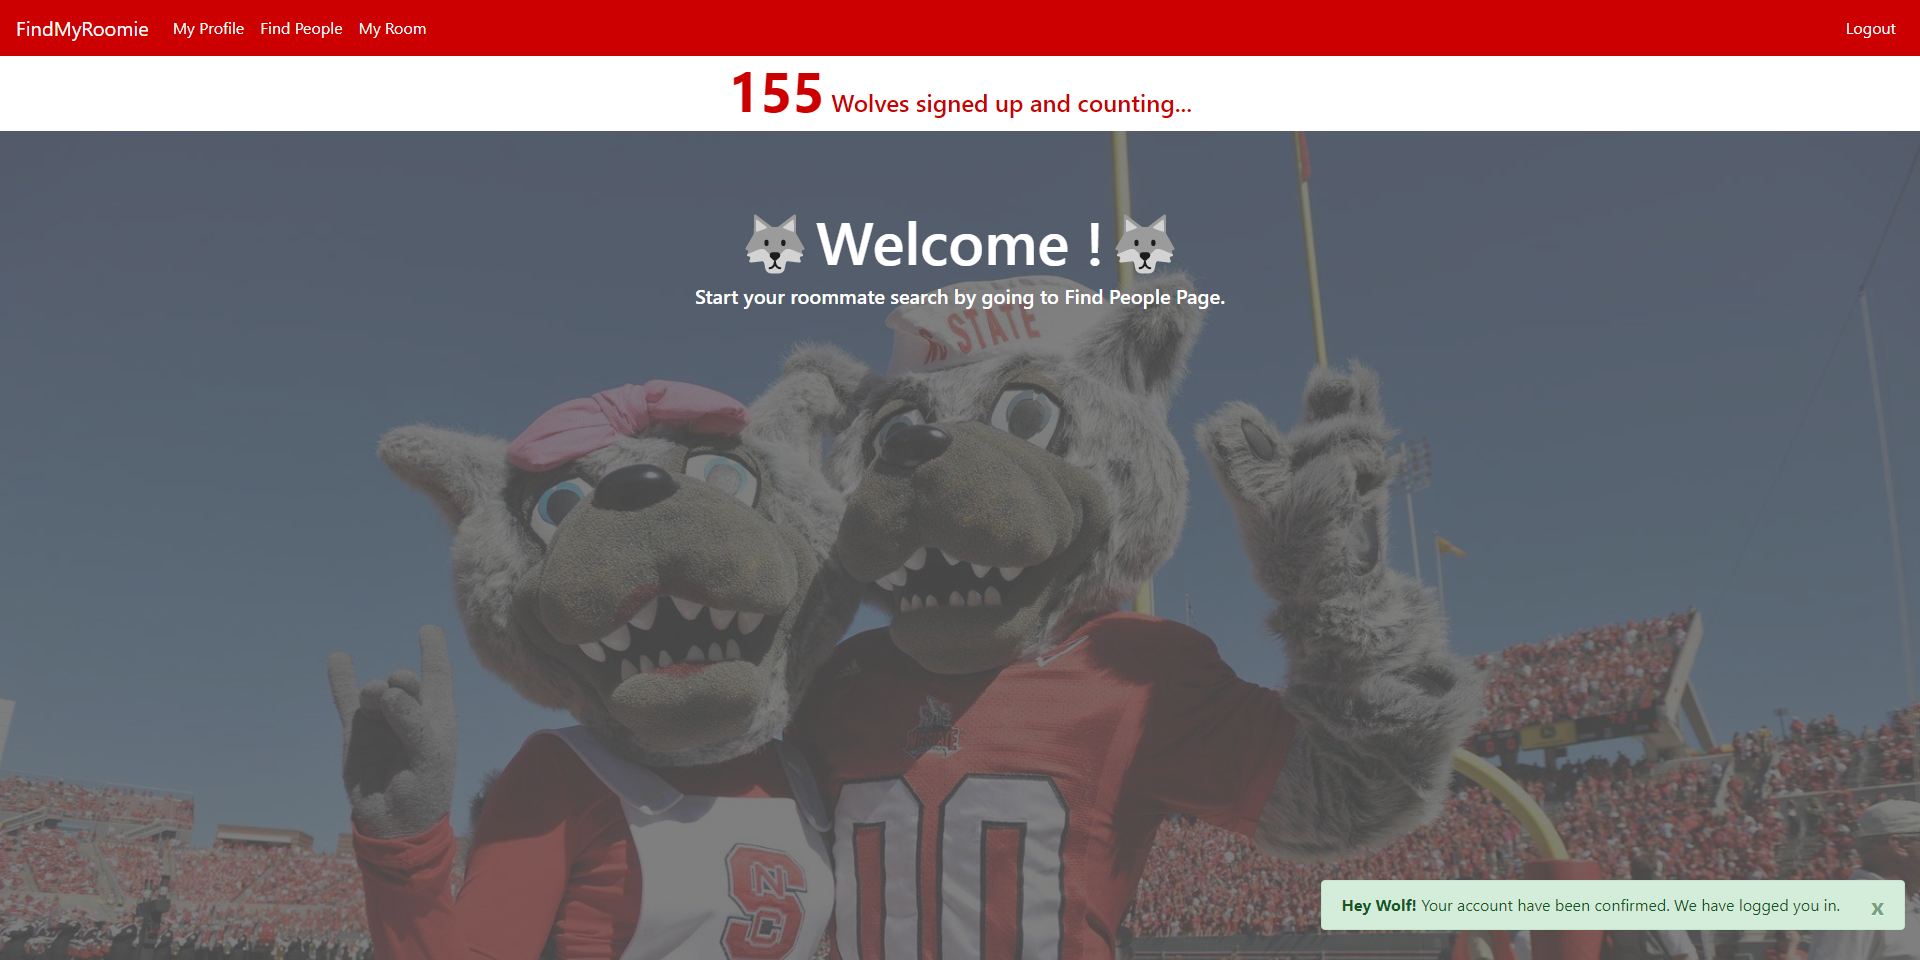 FindMyRoomie My Profile Find People My Room Logout
155 Wolves signed up and counting...
Welcome !
Start your roommate search by going to Find People Page.
STATE
NC
S
00
Hey Wolf! Your account have been confirmed. We have logged you in. x